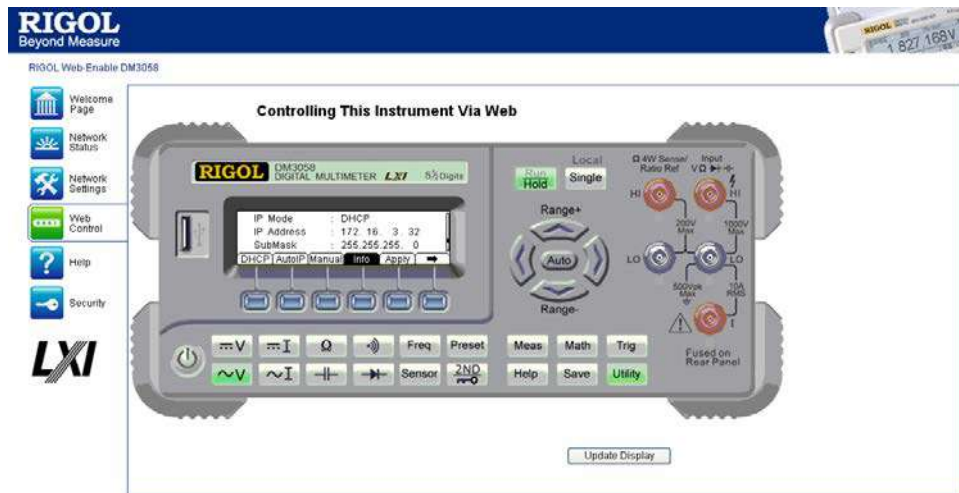 RIGOL
Beyond Measure
RIGOL
1 827 168V
RIGOL Web-Enable DM3058
Welcome Page
Network Status
Network Settings
Web Control
Help
Security
LXI
Controlling This Instrument Via Web
RIGOL DM3058
DIGITAL MULTIMETER LXI 5½ Digits
IP Mode : DHCP
IP Address : 172. 16. 3. 32
SubMask : 255.255.255. 0
DHCP AutoIP Manual Info Apply
Local
Run Hold Single
Range+
Auto
Range-
Ω 4W Sense/ Ratio Ref
Input VΩ
HI HI
200V Max
1000V Max
LO LO
500Vpk Max
10A RMS
I
Fused on Rear Panel
V I Ω Freq Preset
~V ~I Sensor 2ND
Meas Math Trig
Help Save Utility
Update Display